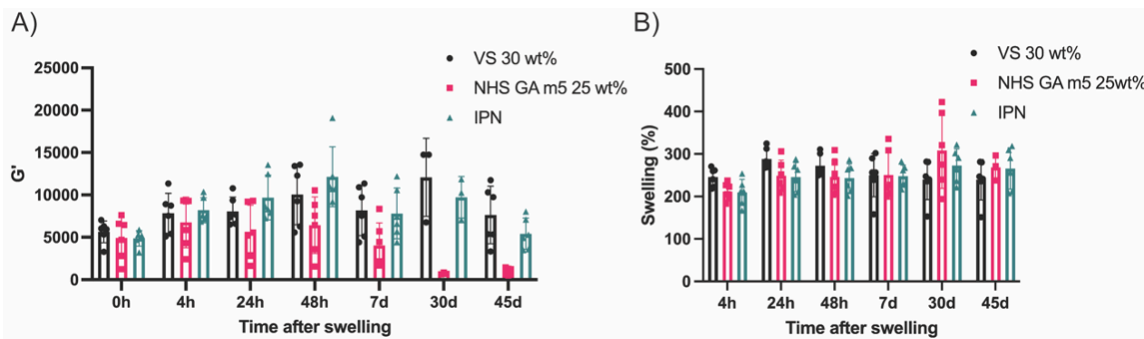 A)
VS 30 wt%
NHS GA m5 25 wt%
IPN
25000
20000
15000
10000
5000
0
G'
0h 4h 24h 48h 7d 30d 45d
Time after swelling
B)
VS 30 wt%
NHS GA m5 25wt%
IPN
500
400
300
200
100
0
Swelling (%)
4h 24h 48h 7d 30d 45d
Time after swelling